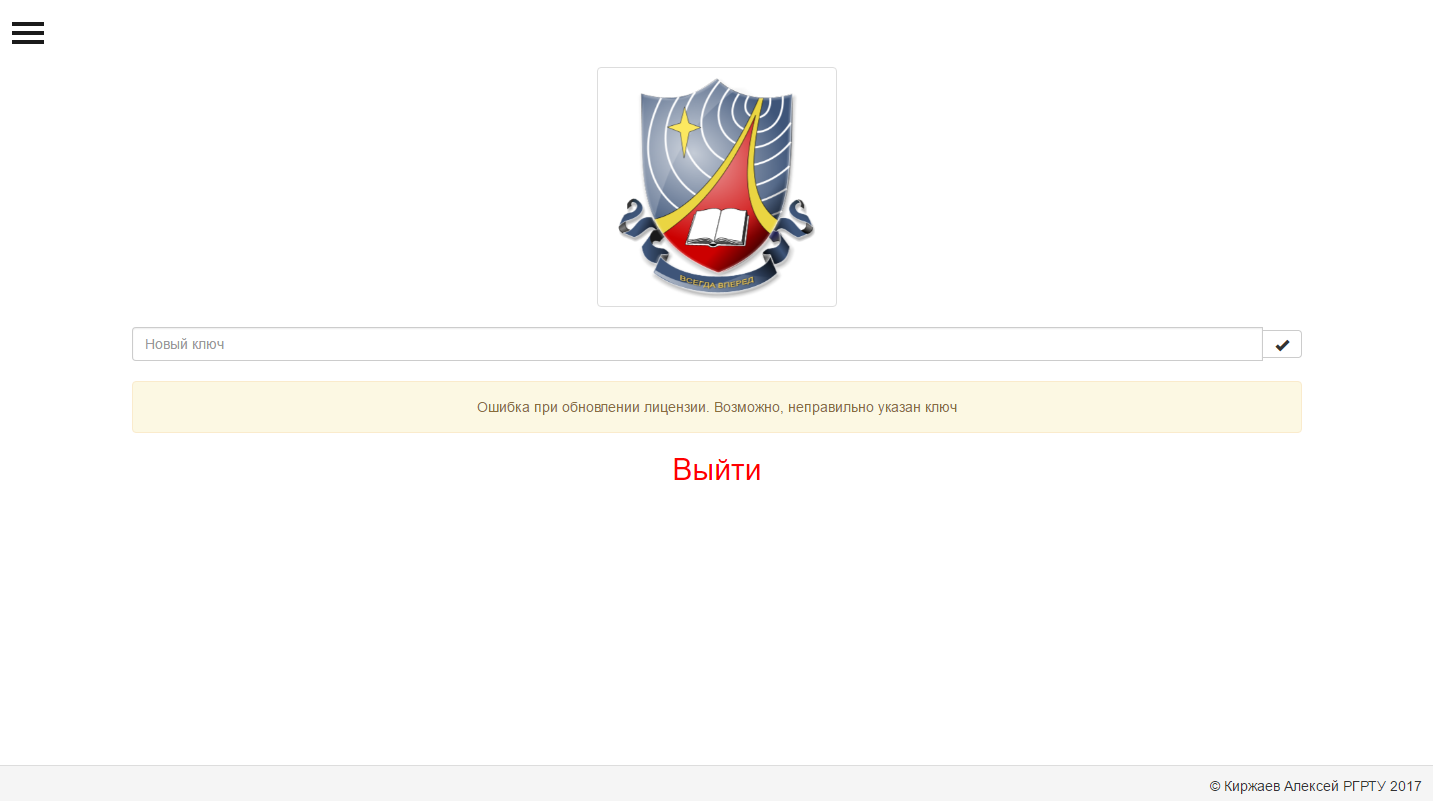 ВСЕГДА ВПЕРЕД
Новый ключ
Ошибка при обновлении лицензии. Возможно, неправильно указан ключ
Выйти
© Киржаев Алексей РГРТУ 2017